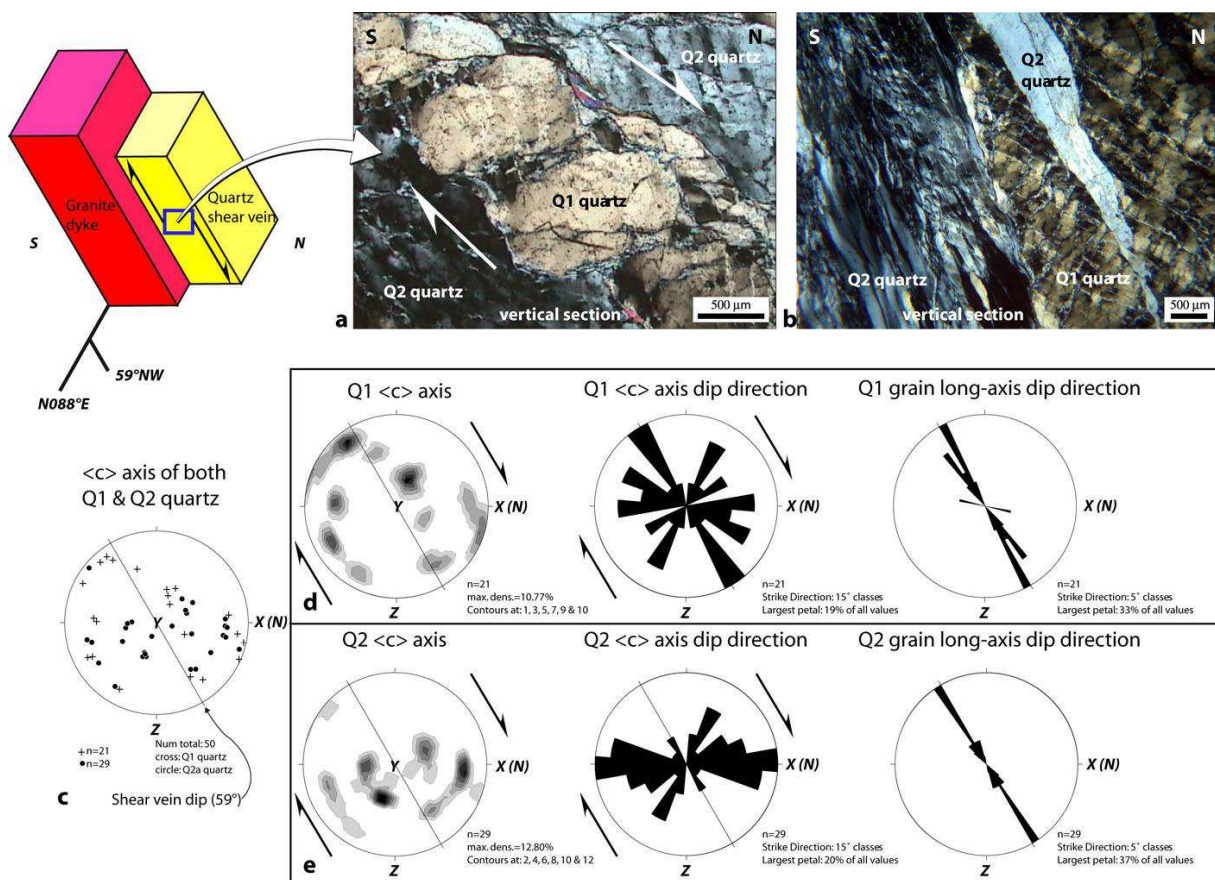 Granite
dyke
Quartz
shear vein
S
N
59°NW
N088°E
S
N
Q2 quartz
Q1 quartz
Q2 quartz
500 µm
a
vertical section
S
N
Q2
quartz
Q2 quartz
Q1 quartz
500 µm
b
vertical section
<c> axis of both
Q1 & Q2 quartz
Y
X (N)
Z
+ n=21
• n=29
Num total: 50
cross: Q1 quartz
circle: Q2a quartz
c
Shear vein dip (59°)
Q1 <c> axis
Y
X (N)
Z
n=21
max. dens.=10.77%
Contours at: 1, 3, 5, 7, 9 & 10
d
Q1 <c> axis dip direction
X (N)
Z
n=21
Strike Direction: 15° classes
Largest petal: 19% of all values
Q1 grain long-axis dip direction
X (N)
n=21
Strike Direction: 5° classes
Largest petal: 33% of all values
Q2 <c> axis
Y
X (N)
Z
n=29
max. dens.=12.80%
Contours at: 2, 4, 6, 8, 10 & 12
e
Q2 <c> axis dip direction
X (N)
Z
n=29
Strike Direction: 15° classes
Largest petal: 20% of all values
Q2 grain long-axis dip direction
X (N)
Z
n=29
Strike Direction: 5° classes
Largest petal: 37% of all values